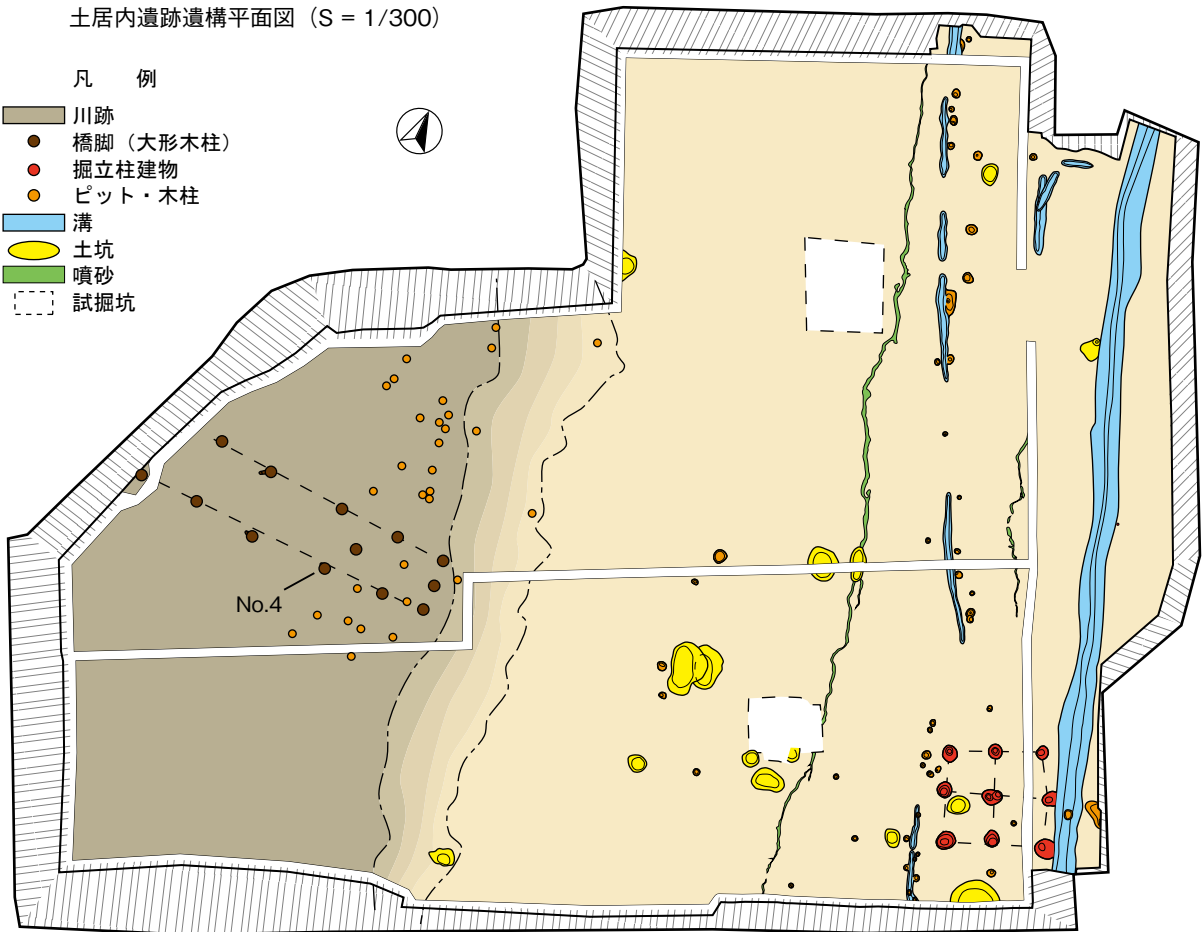 土居内遺跡遺構平面図（S = 1/300）
凡　例
川跡
橋脚（大形木柱）
掘立柱建物
ピット・木柱
溝
土坑
噴砂
試掘坑
No.4